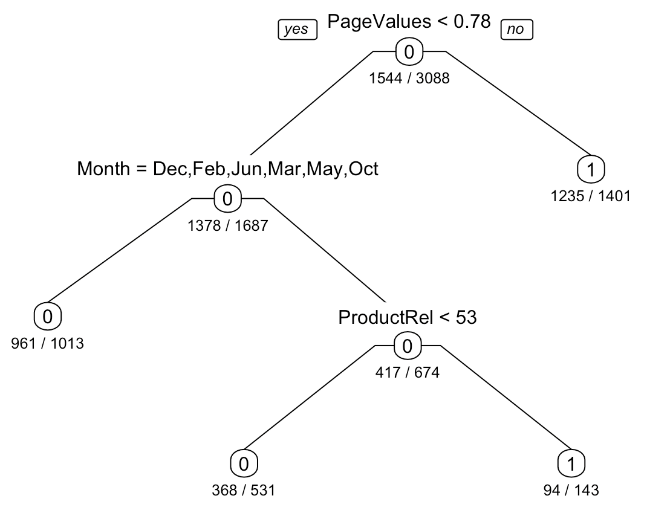 PageValues < 0.78
yes
no
0
1544 / 3088
Month = Dec,Feb,Jun,Mar,May,Oct
0
1378 / 1687
1
1235 / 1401
0
961 / 1013
ProductRel < 53
0
417 / 674
0
368 / 531
1
94 / 143